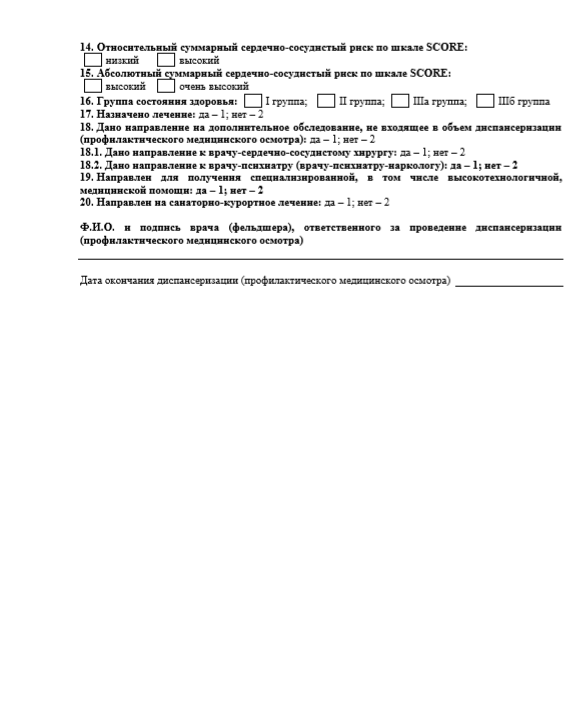 14. Относительный суммарный сердечно-сосудистый риск по шкале SCORE:
низкий высокий
15. Абсолютный суммарный сердечно-сосудистый риск по шкале SCORE:
высокий очень высокий
16. Группа состояния здоровья: I группа; II группа; IIIа группа; IIIб группа
17. Назначено лечение: да – 1; нет – 2
18. Дано направление на дополнительное обследование, не входящее в объем диспансеризации
(профилактического медицинского осмотра): да – 1; нет – 2
18.1. Дано направление к врачу-сердечно-сосудистому хирургу: да – 1; нет – 2
18.2. Дано направление к врачу-психиатру (врачу-психиатру-наркологу): да – 1; нет – 2
19. Направлен для получения специализированной, в том числе высокотехнологичной,
медицинской помощи: да – 1; нет – 2
20. Направлен на санаторно-курортное лечение: да – 1; нет – 2
Ф.И.О. и подпись врача (фельдшера), ответственного за проведение диспансеризации
(профилактического медицинского осмотра)
Дата окончания диспансеризации (профилактического медицинского осмотра)